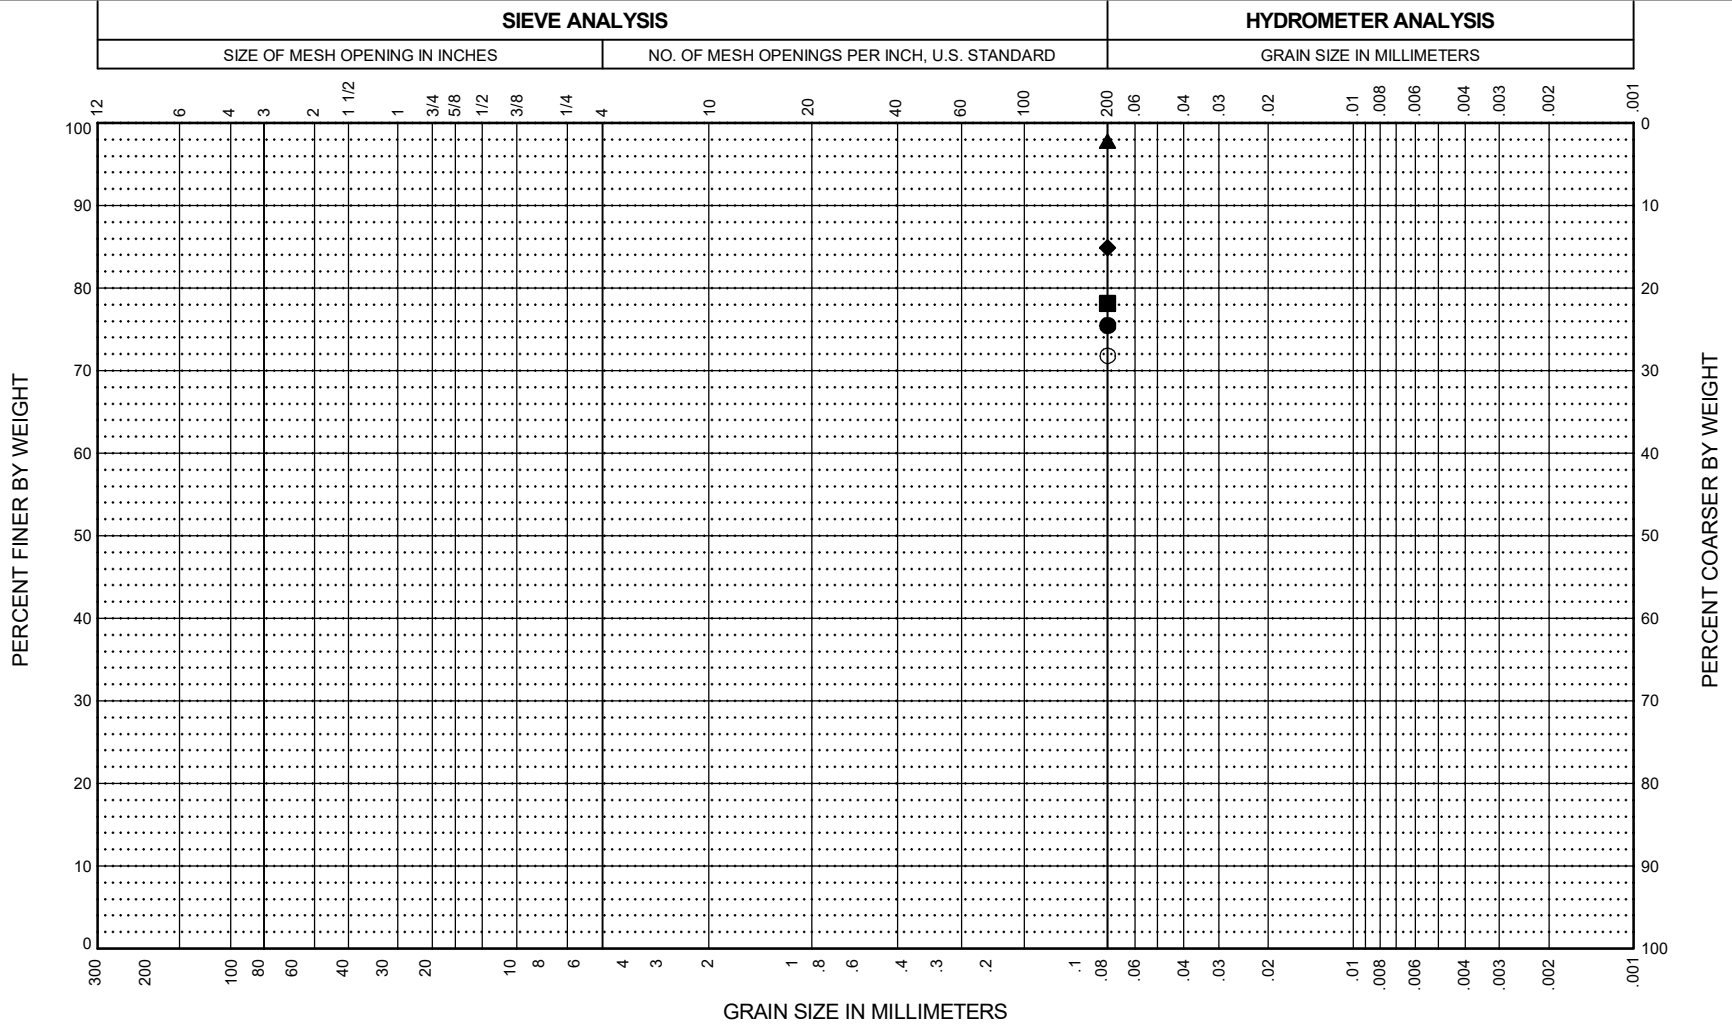 SIEVE ANALYSIS HYDROMETER ANALYSIS
SIZE OF MESH OPENING IN INCHES NO. OF MESH OPENINGS PER INCH, U.S. STANDARD GRAIN SIZE IN MILLIMETERS
12 6 4 3 2 1 1/2 1 3/4 5/8 1/2 3/8 1/4 4 10 20 40 60 100 200 .06 .04 .03 .02 .01 .008 .006 .004 .003 .002 .001
100 0
90 10
80 20
70 30
60 40
50 50
40 60
30 70
20 80
10 90
0 100
PERCENT FINER BY WEIGHT
PERCENT COARSER BY WEIGHT
300 200 100 80 60 40 30 20 10 8 6 4 3 2 1 .8 .6 .4 .3 .2 .1 .08 .06 .04 .03 .02 .01 .008 .006 .004 .003 .002 .001
GRAIN SIZE IN MILLIMETERS